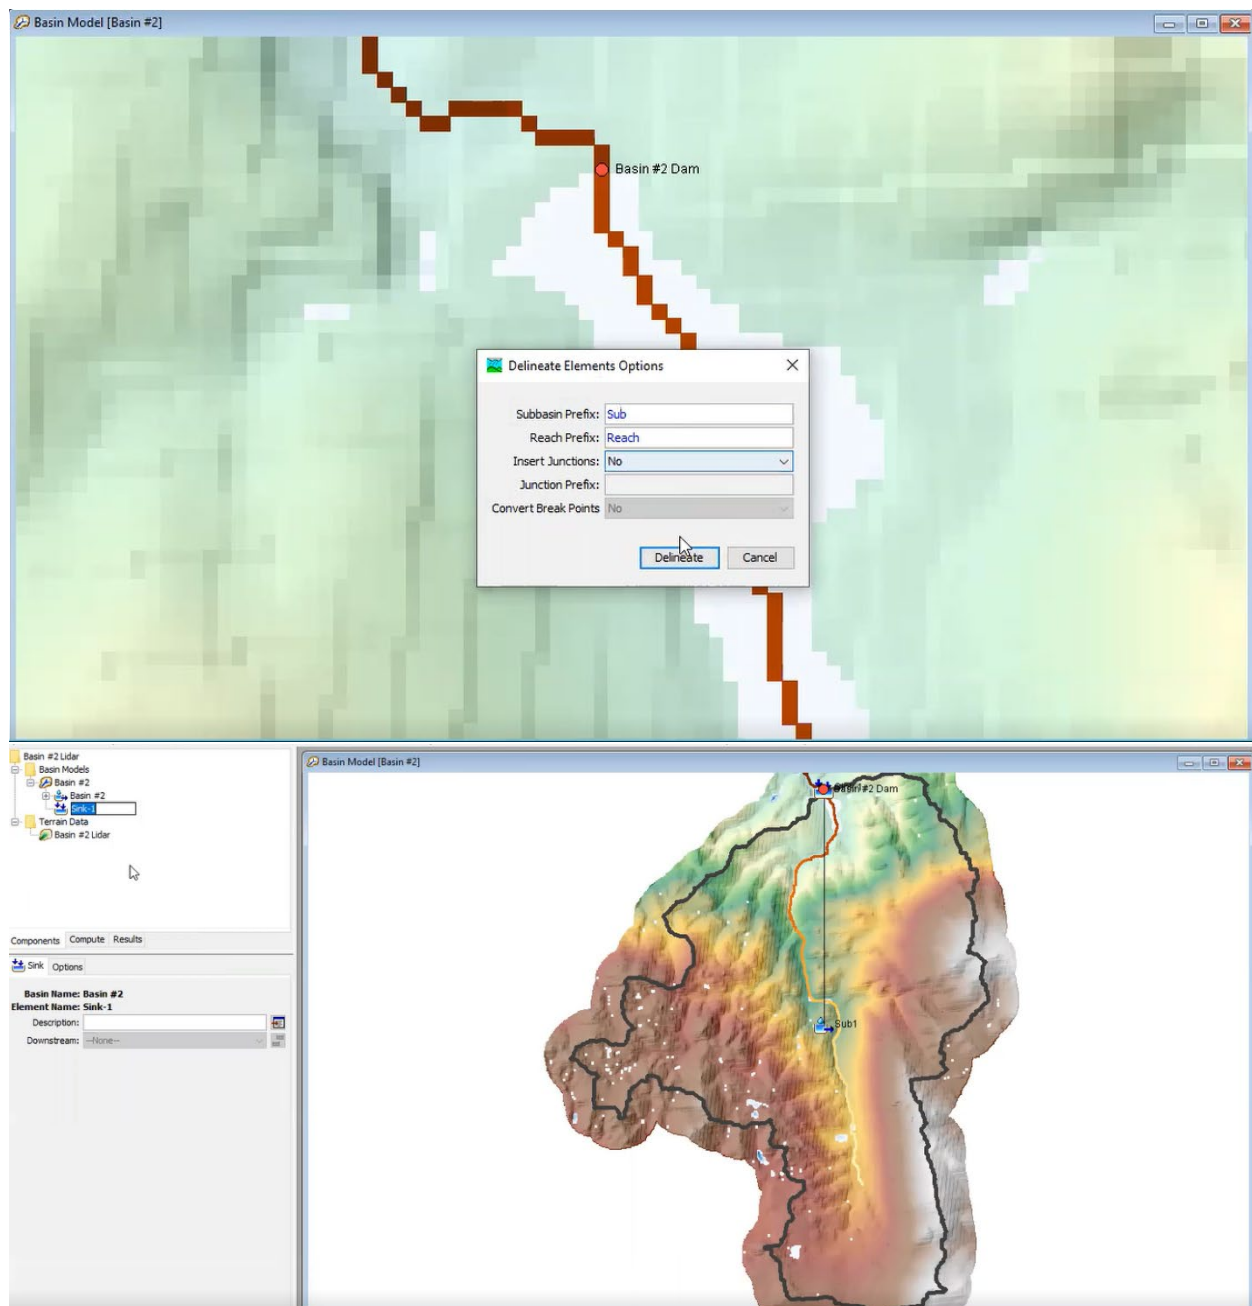 Basin Model [Basin #2]
Basin #2 Dam
Delineate Elements Options
Subbasin Prefix: Sub
Reach Prefix: Reach
Insert Junctions: No
Junction Prefix:
Convert Break Points No
Delineate Cancel
Basin #2 Lidar
Basin Models
Basin #2
Basin #2
Sink-1
Terrain Data
Basin #2 Lidar
Components Compute Results
Sink Options
Basin Name: Basin #2
Element Name: Sink-1
Description:
Downstream: --None--
Basin Model [Basin #2]
#2 Dam
Sub1